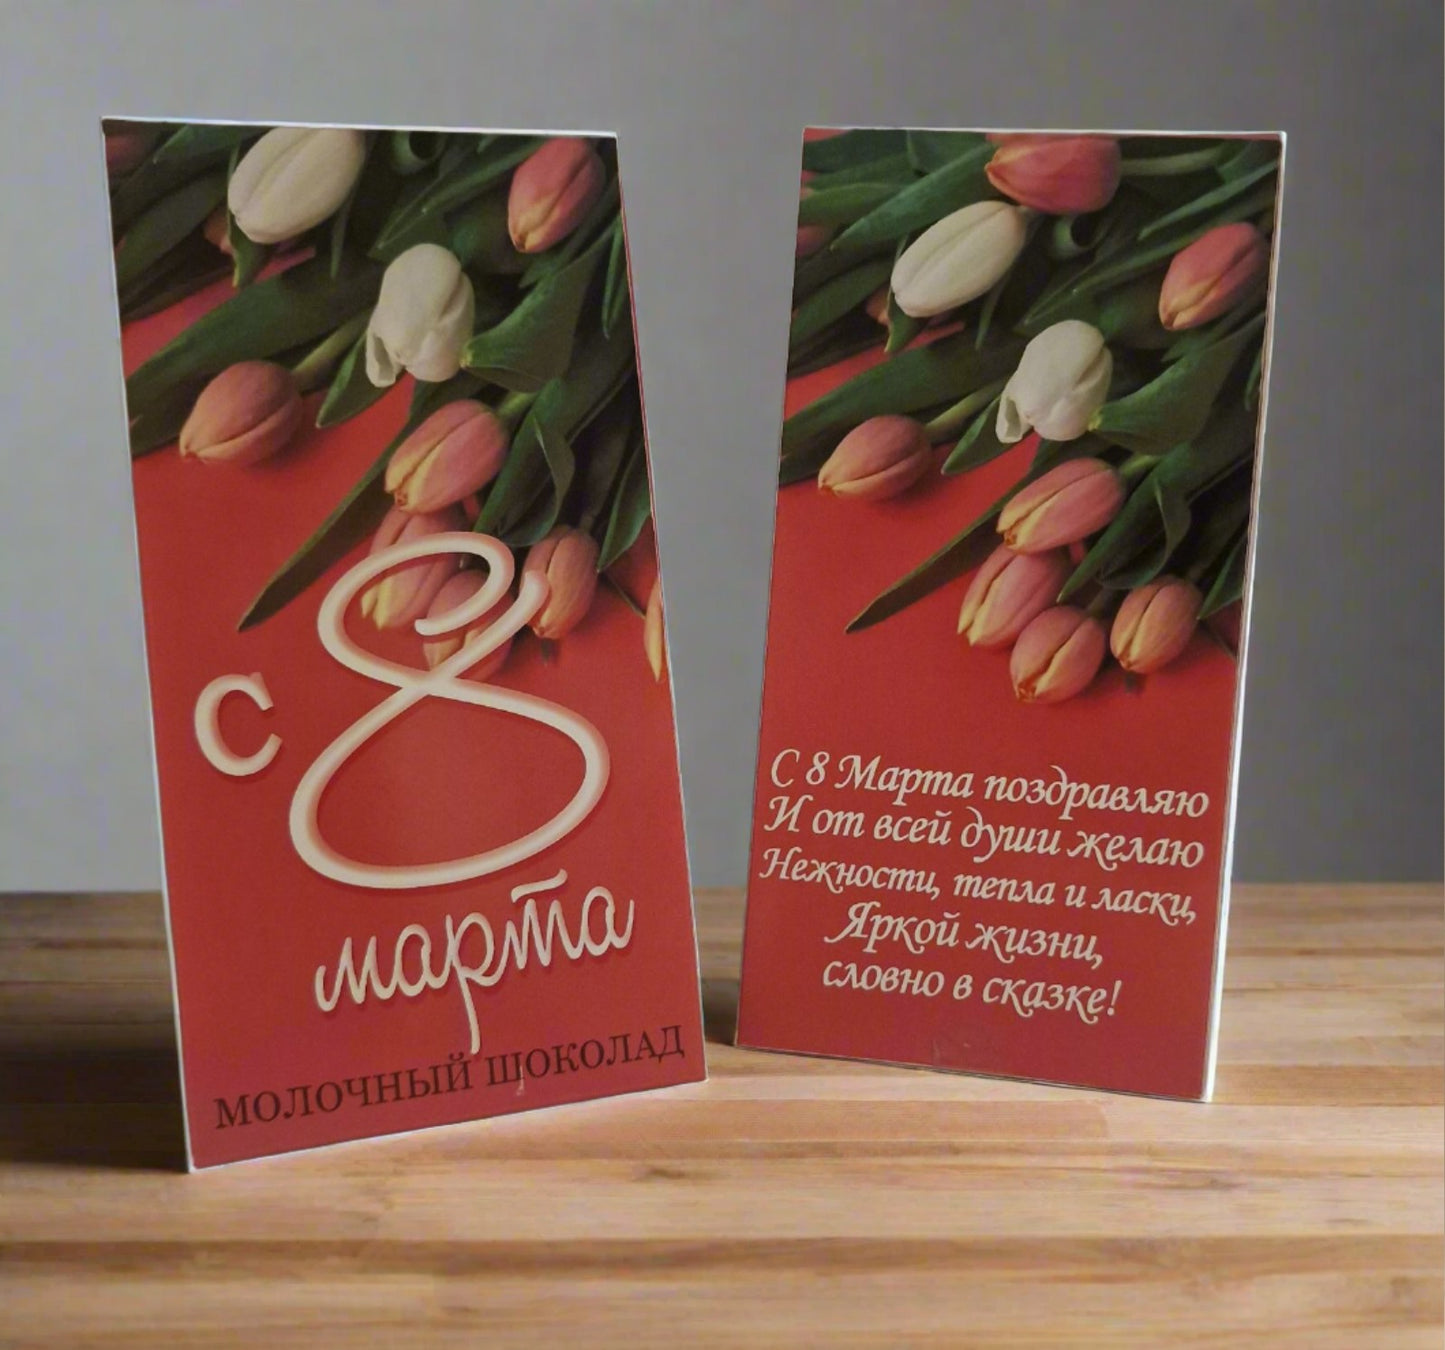 с 8
марта
МОЛОЧНЫЙ ШОКОЛАД
С 8 Марта поздравляю
И от всей души желаю
Нежности, тепла и ласки,
Яркой жизни,
словно в сказке!